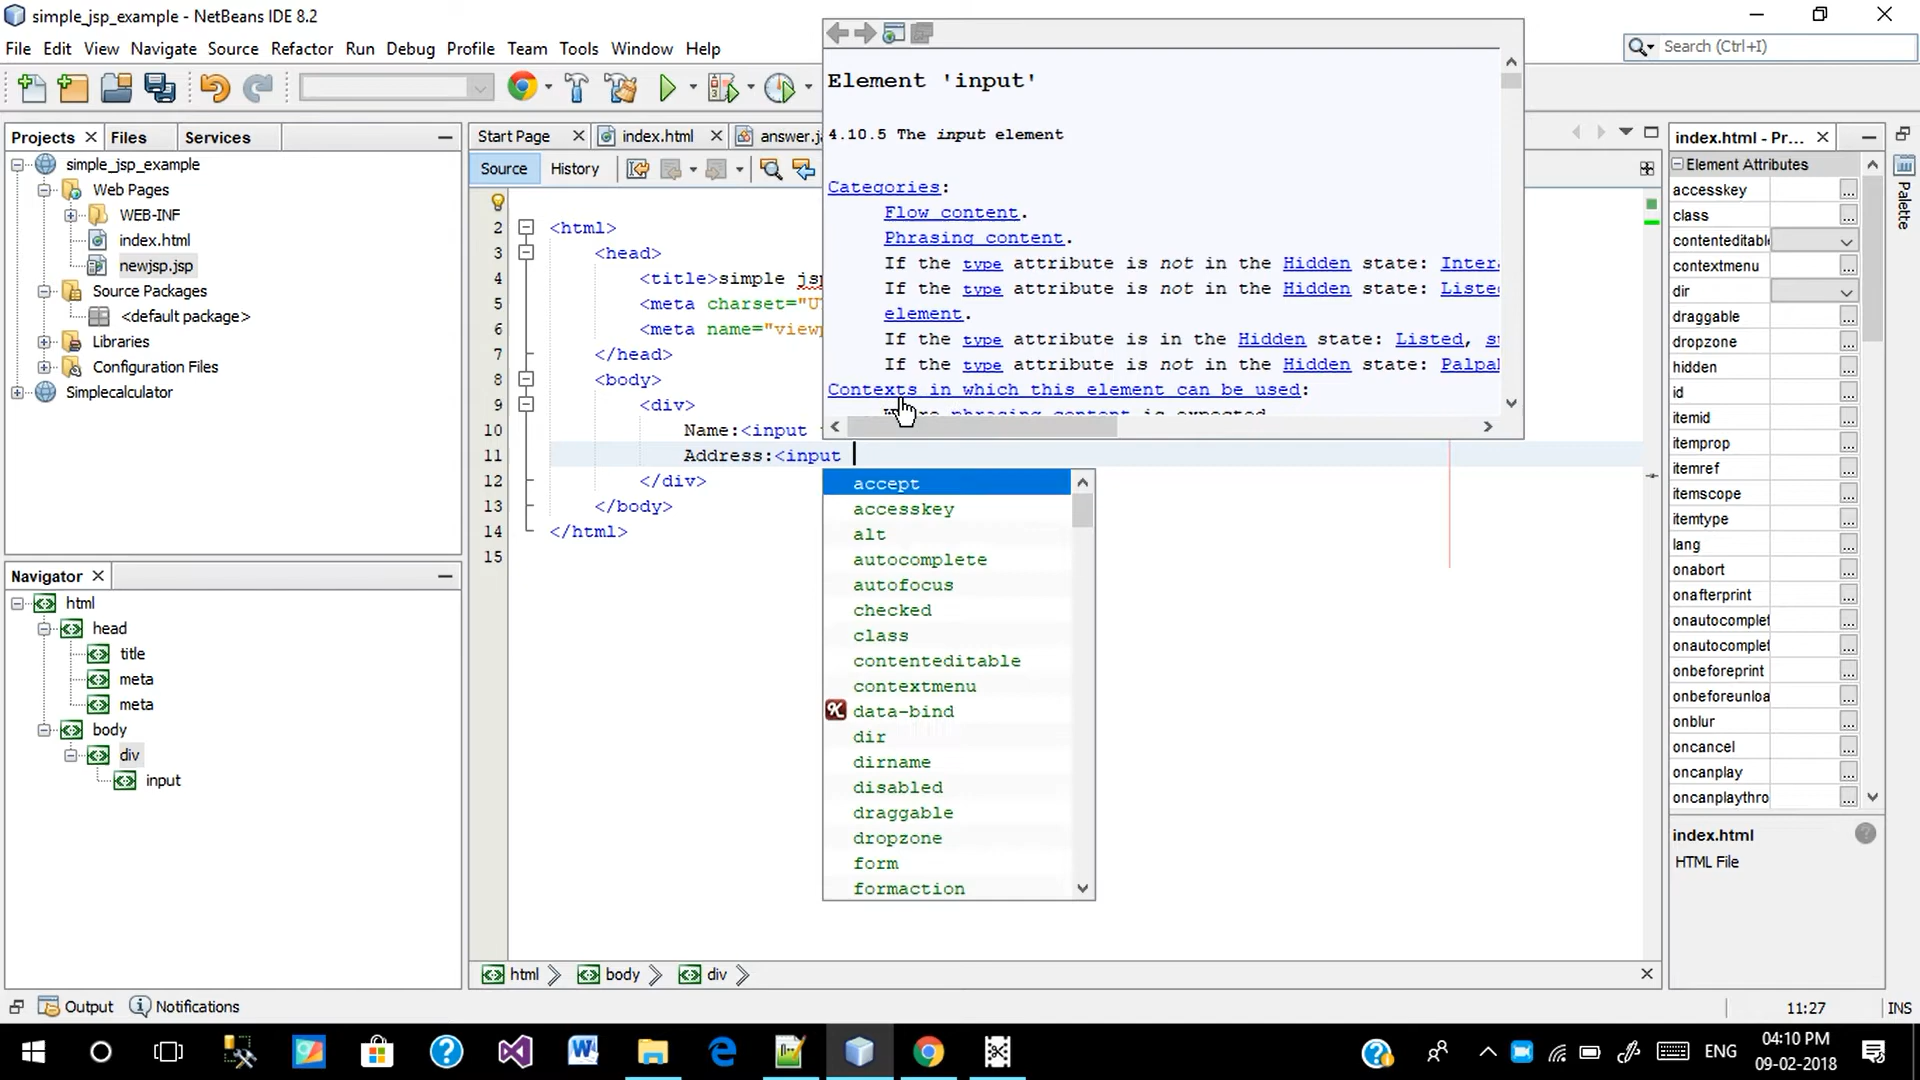 simple_jsp_example - NetBeans IDE 8.2
File Edit View Navigate Source Refactor Run Debug Profile Team Tools Window Help
Search (Ctrl+I)
Projects Files Services
simple_jsp_example
Web Pages
WEB-INF
index.html
newjsp.jsp
Source Packages
<default package>
Libraries
Configuration Files
Simplecalculator
Navigator
html
head
title
meta
meta
body
div
input
Start Page index.html answer.j
Source History
2 <html>
3 <head>
4 <title>simple jsp
5 <meta charset="U
6 <meta name="view
7 </head>
8 <body>
9 <div>
10 Name:<input
11 Address:<input
12 </div>
13 </body>
14 </html>
15
Element 'input'
4.10.5 The input element
Categories:
Flow content.
Phrasing content.
If the type attribute is not in the Hidden state: Inter
If the type attribute is not in the Hidden state: Liste
element.
If the type attribute is in the Hidden state: Listed, s
If the type attribute is not in the Hidden state: Palpa
Contexts in which this element can be used:
phrasing content is expected
accept
accesskey
alt
autocomplete
autofocus
checked
class
contenteditable
contextmenu
data-bind
dir
dirname
disabled
draggable
dropzone
form
formaction
html body div
index.html - Pr...
Element Attributes
accesskey
class
contenteditabl
contextmenu
dir
draggable
dropzone
hidden
id
itemid
itemprop
itemref
itemscope
itemtype
lang
onabort
onafterprint
onautocomplet
onautocomplet
onbeforeprint
onbeforeunloa
onblur
oncancel
oncanplay
oncanplaythro
index.html
HTML File
Palette
Output Notifications
11:27 INS
ENG
04:10 PM
09-02-2018